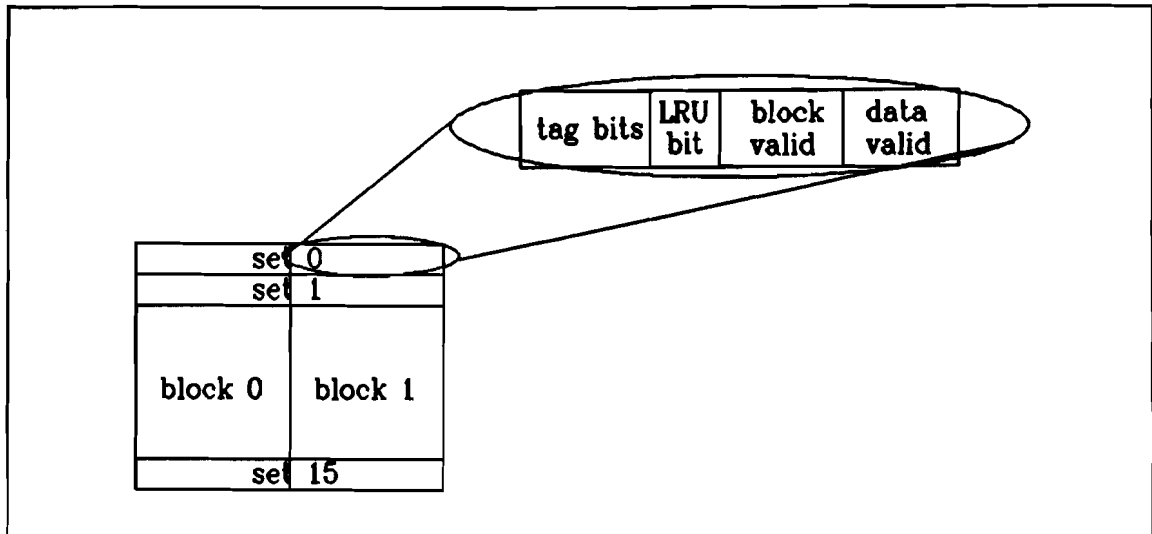 tag bits
LRU bit
block valid
data valid
set 0
set 1
block 0
block 1
set 15